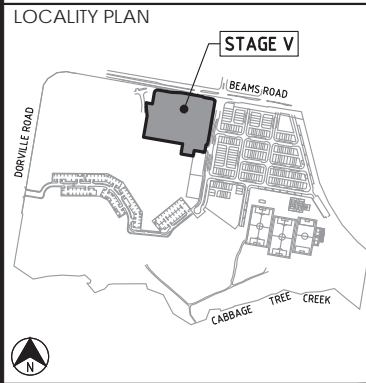 LOCALITY PLAN
STAGE V
BEAMS ROAD
DORVILLE ROAD
CABBAGE TREE CREEK
N